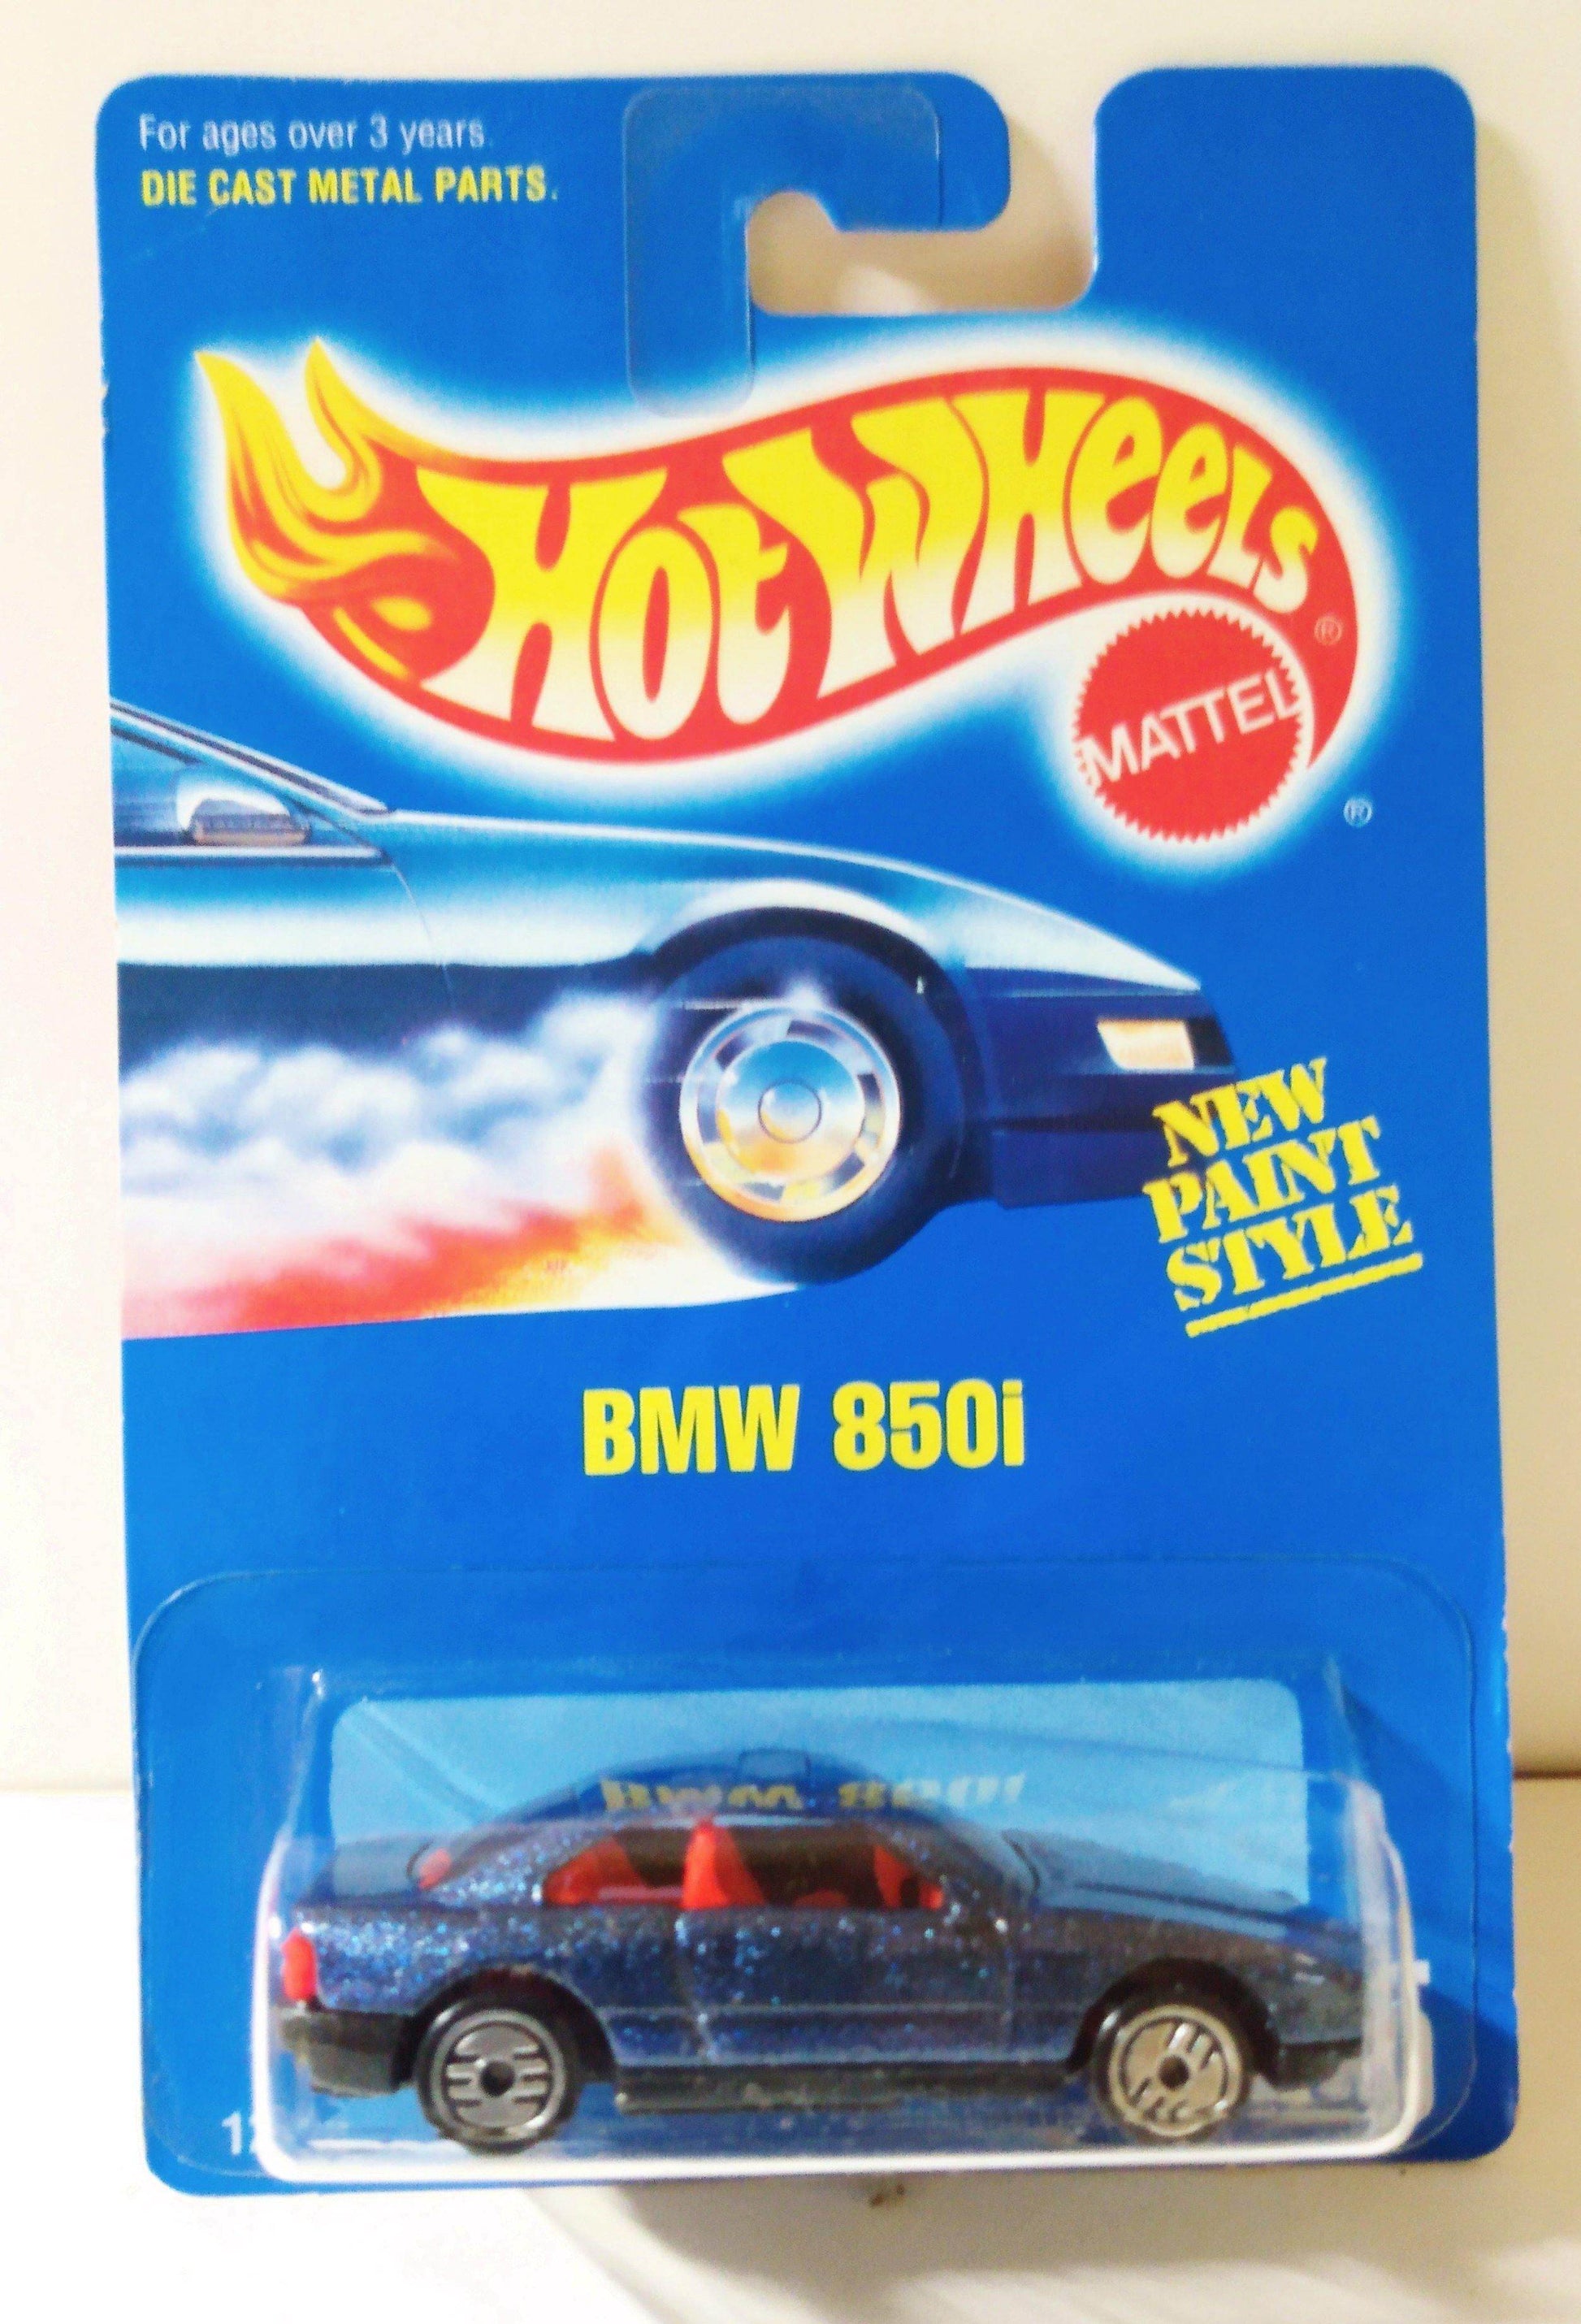 For ages over 3 years.
DIE CAST METAL PARTS.
Hot Wheels ®
MATTEL
®
NEW
PAINT
STYLE
BMW 850i